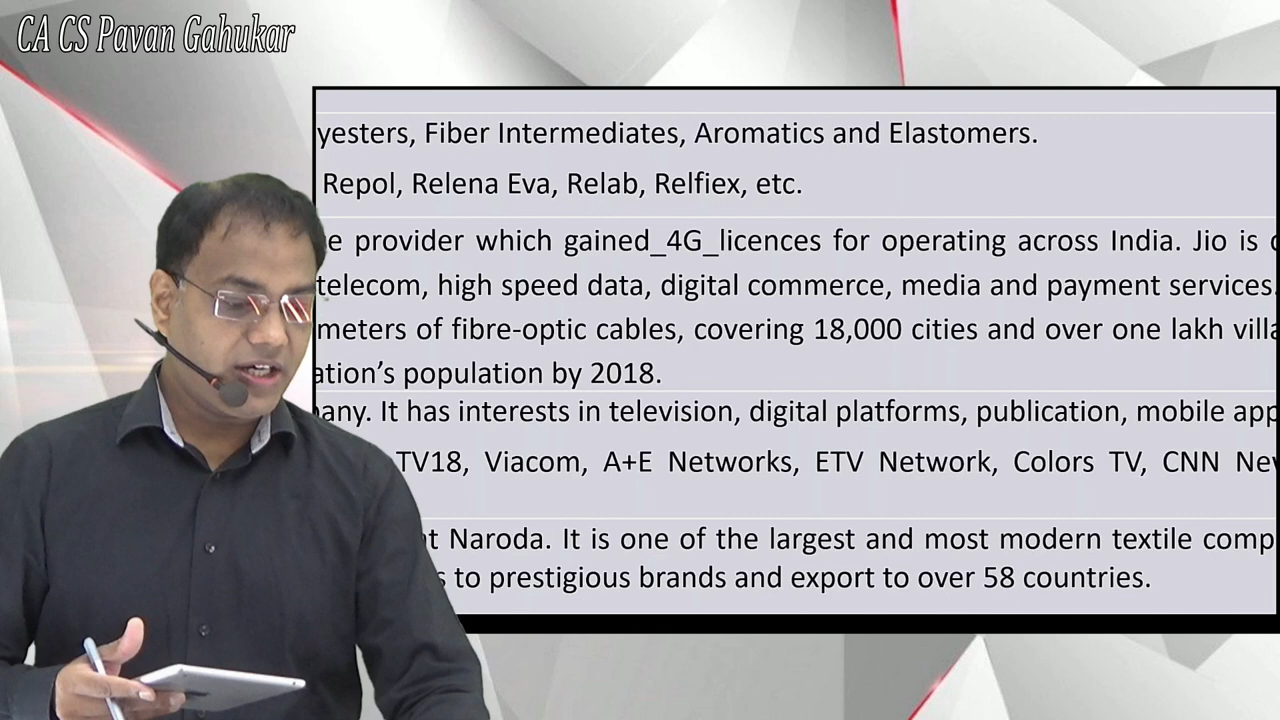 CA CS Pavan Gahukar
yesters, Fiber Intermediates, Aromatics and Elastomers.
Repol, Relena Eva, Relab, Relfiex, etc.
e provider which gained_4G_licences for operating across India. Jio is
telecom, high speed data, digital commerce, media and payment services.
meters of fibre-optic cables, covering 18,000 cities and over one lakh villa
ation’s population by 2018.
any. It has interests in television, digital platforms, publication, mobile app
TV18, Viacom, A+E Networks, ETV Network, Colors TV, CNN Nev
at Naroda. It is one of the largest and most modern textile comp
s to prestigious brands and export to over 58 countries.